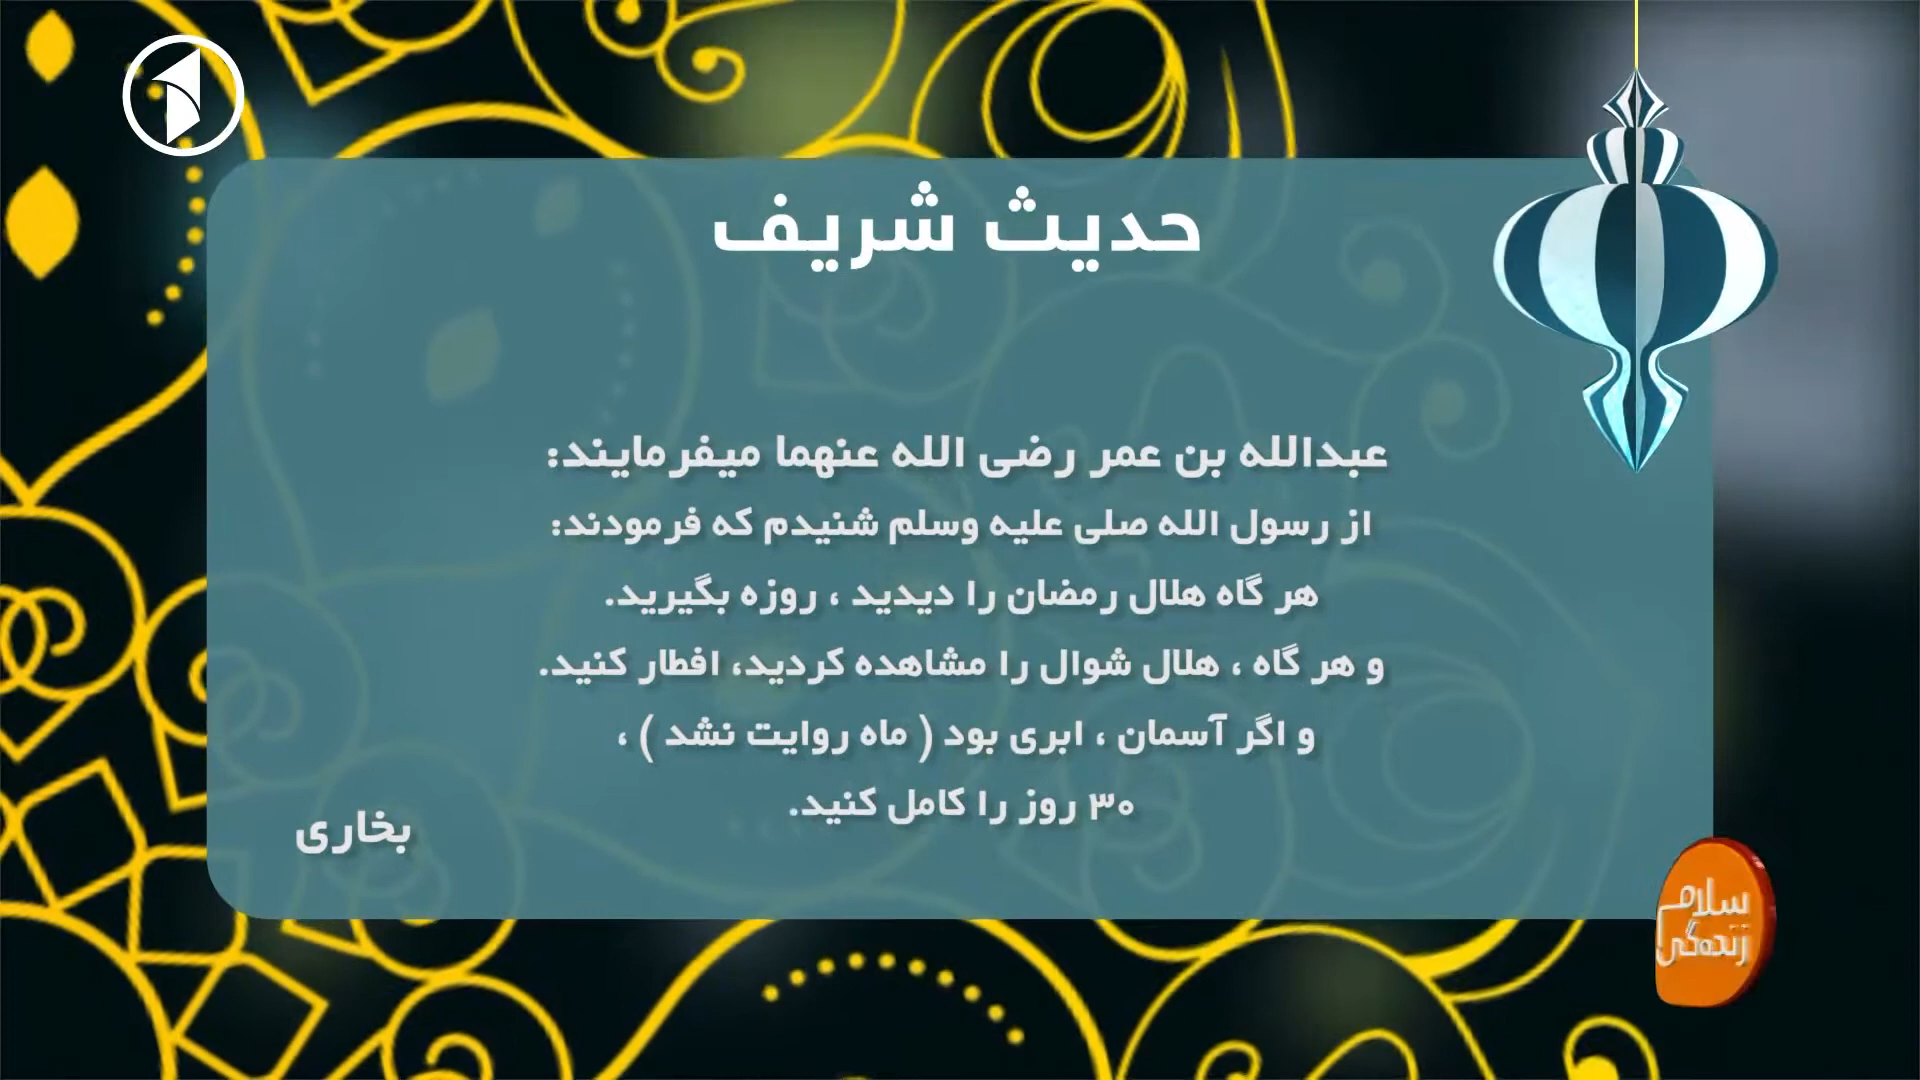 حدیث شریف
عبدالله بن عمر رضی الله عنهما میفرمایند:
از رسول الله صلی علیه وسلم شنیدم که فرمودند:
هر گاه هلال رمضان را دیدید ، روزه بگیرید.
و هر گاه ، هلال شوال را مشاهده کردید، افطار کنید.
و اگر آسمان ، ابری بود ( ماه روایت نشد ) ،
۳۰ روز را کامل کنید.
بخاری
سلام
زندگی